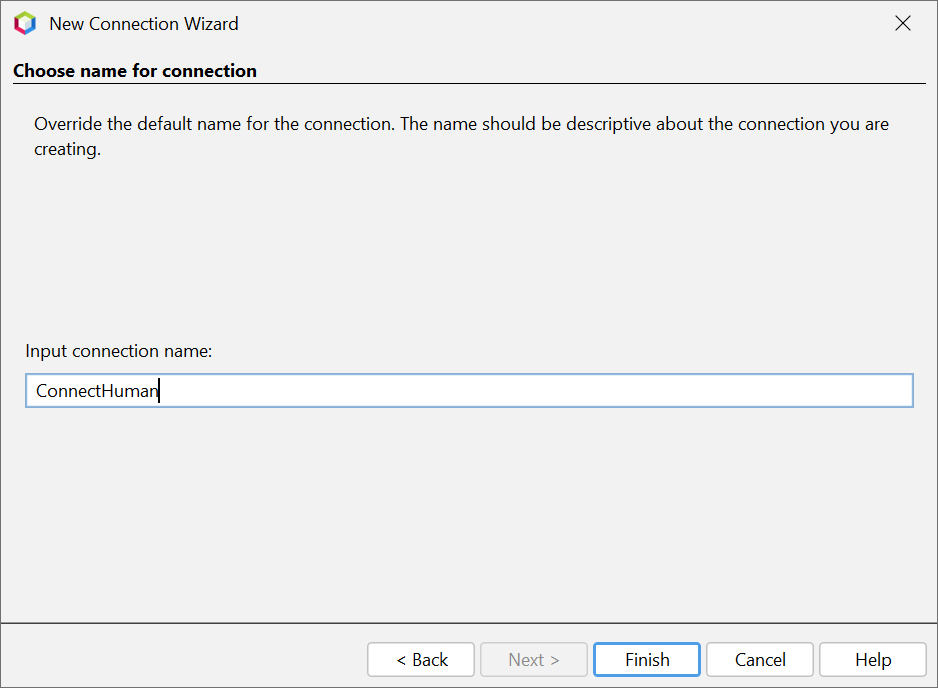 New Connection Wizard
Choose name for connection
Override the default name for the connection. The name should be descriptive about the connection you are
creating.
Input connection name:
ConnectHuman
< Back
Next >
Finish
Cancel
Help